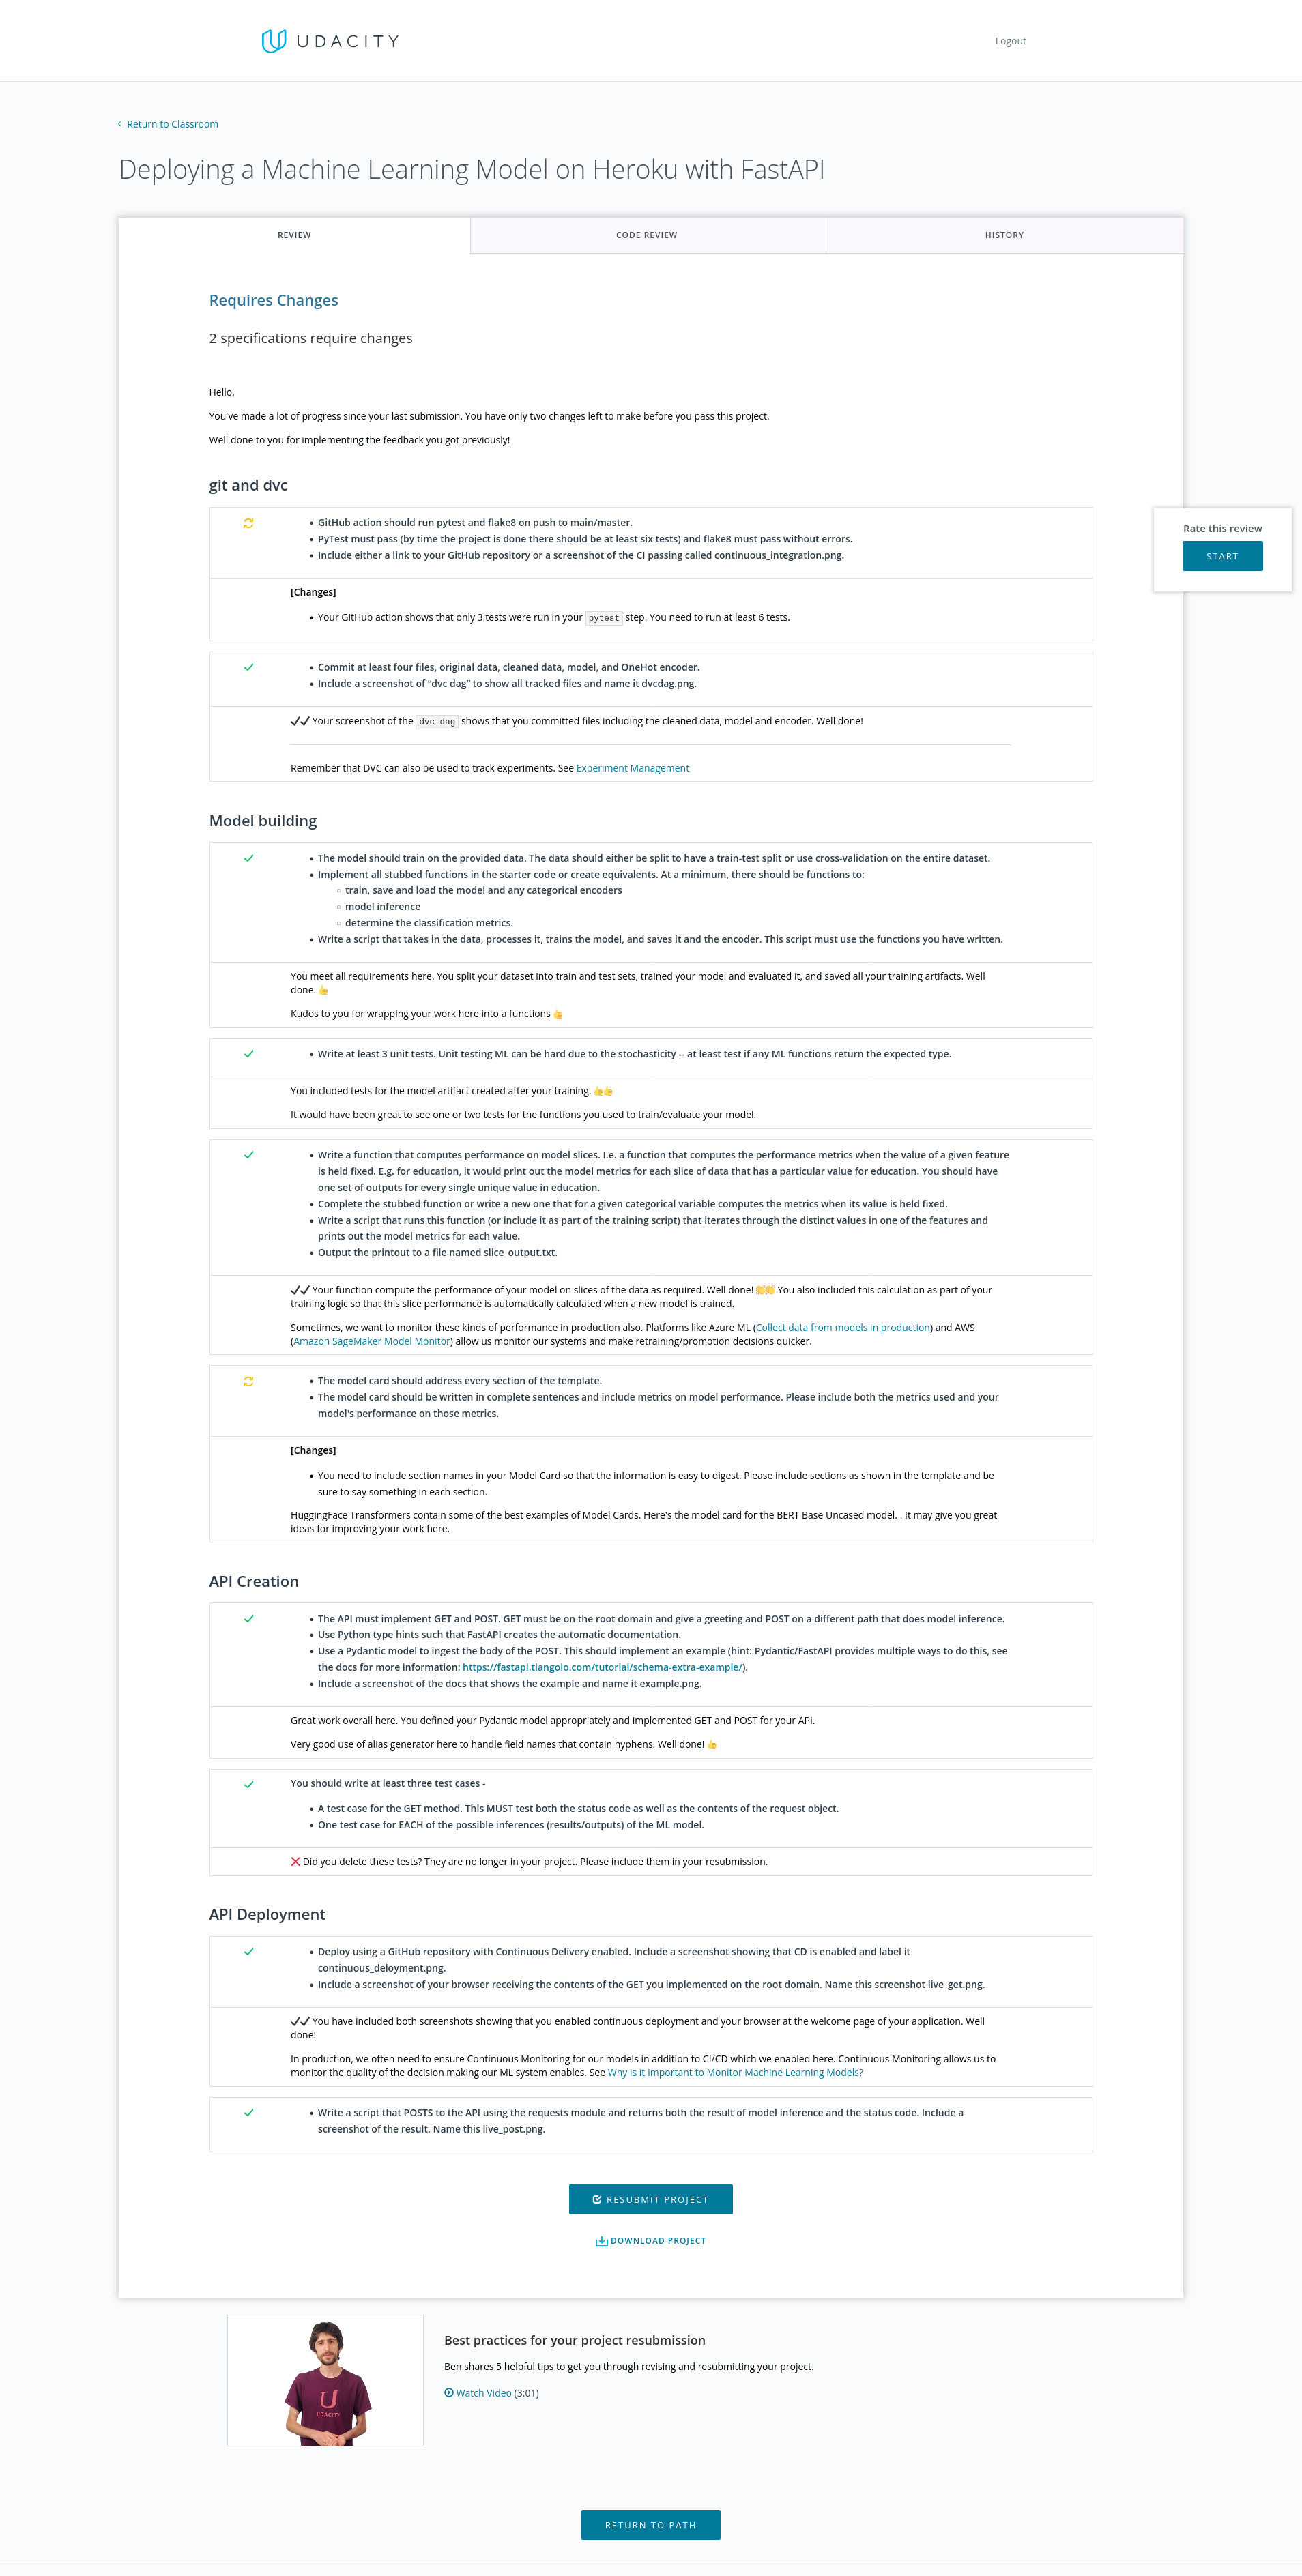 UDACITY
Logout
Return to Classroom
Deploying a Machine Learning Model on Heroku with FastAPI
REVIEW
CODE REVIEW
HISTORY
Requires Changes
2 specifications require changes
Hello,
You've made a lot of progress since your last submission. You have only two changes left to make before you pass this project.
Well done to you for implementing the feedback you got previously!
git and dvc
• GitHub action should run pytest and flake8 on push to main/master.
• PyTest must pass (by time the project is done there should be at least six tests) and flake8 must pass without errors.
• Include either a link to your GitHub repository or a screenshot of the CI passing called continuous_integration.png.
Rate this review
START
[Changes]
• Your GitHub action shows that only 3 tests were run in your pytest step. You need to run at least 6 tests.
• Commit at least four files, original data, cleaned data, model, and OneHot encoder.
• Include a screenshot of “dvc dag” to show all tracked files and name it dvcdag.png.
✔✔ Your screenshot of the dvc dag shows that you committed files including the cleaned data, model and encoder. Well done!
Remember that DVC can also be used to track experiments. See Experiment Management
Model building
• The model should train on the provided data. The data should either be split to have a train-test split or use cross-validation on the entire dataset.
• Implement all stubbed functions in the starter code or create equivalents. At a minimum, there should be functions to:
○ train, save and load the model and any categorical encoders
○ model inference
○ determine the classification metrics.
• Write a script that takes in the data, processes it, trains the model, and saves it and the encoder. This script must use the functions you have written.
You meet all requirements here. You split your dataset into train and test sets, trained your model and evaluated it, and saved all your training artifacts. Well
done. 👍
Kudos to you for wrapping your work here into a functions 👍
• Write at least 3 unit tests. Unit testing ML can be hard due to the stochasticity -- at least test if any ML functions return the expected type.
You included tests for the model artifact created after your training. 👍👍
It would have been great to see one or two tests for the functions you used to train/evaluate your model.
• Write a function that computes performance on model slices. I.e. a function that computes the performance metrics when the value of a given feature
is held fixed. E.g. for education, it would print out the model metrics for each slice of data that has a particular value for education. You should have
one set of outputs for every single unique value in education.
• Complete the stubbed function or write a new one that for a given categorical variable computes the metrics when its value is held fixed.
• Write a script that runs this function (or include it as part of the training script) that iterates through the distinct values in one of the features and
prints out the model metrics for each value.
• Output the printout to a file named slice_output.txt.
✔✔ Your function compute the performance of your model on slices of the data as required. Well done! 👏👏 You also included this calculation as part of your
training logic so that this slice performance is automatically calculated when a new model is trained.
Sometimes, we want to monitor these kinds of performance in production also. Platforms like Azure ML (Collect data from models in production) and AWS
(Amazon SageMaker Model Monitor) allow us monitor our systems and make retraining/promotion decisions quicker.
• The model card should address every section of the template.
• The model card should be written in complete sentences and include metrics on model performance. Please include both the metrics used and your
model's performance on those metrics.
[Changes]
• You need to include section names in your Model Card so that the information is easy to digest. Please include sections as shown in the template and be
sure to say something in each section.
HuggingFace Transformers contain some of the best examples of Model Cards. Here's the model card for the BERT Base Uncased model. . It may give you great
ideas for improving your work here.
API Creation
• The API must implement GET and POST. GET must be on the root domain and give a greeting and POST on a different path that does model inference.
• Use Python type hints such that FastAPI creates the automatic documentation.
• Use a Pydantic model to ingest the body of the POST. This should implement an example (hint: Pydantic/FastAPI provides multiple ways to do this, see
the docs for more information: https://fastapi.tiangolo.com/tutorial/schema-extra-example/).
• Include a screenshot of the docs that shows the example and name it example.png.
Great work overall here. You defined your Pydantic model appropriately and implemented GET and POST for your API.
Very good use of alias generator here to handle field names that contain hyphens. Well done! 👍
You should write at least three test cases -
• A test case for the GET method. This MUST test both the status code as well as the contents of the request object.
• One test case for EACH of the possible inferences (results/outputs) of the ML model.
❌ Did you delete these tests? They are no longer in your project. Please include them in your resubmission.
API Deployment
• Deploy using a GitHub repository with Continuous Delivery enabled. Include a screenshot showing that CD is enabled and label it
continuous_deloyment.png.
• Include a screenshot of your browser receiving the contents of the GET you implemented on the root domain. Name this screenshot live_get.png.
✔✔ You have included both screenshots showing that you enabled continuous deployment and your browser at the welcome page of your application. Well
done!
In production, we often need to ensure Continuous Monitoring for our models in addition to CI/CD which we enabled here. Continuous Monitoring allows us to
monitor the quality of the decision making our ML system enables. See Why is it Important to Monitor Machine Learning Models?
• Write a script that POSTS to the API using the requests module and returns both the result of model inference and the status code. Include a
screenshot of the result. Name this live_post.png.
RESUBMIT PROJECT
DOWNLOAD PROJECT
UDACITY
Best practices for your project resubmission
Ben shares 5 helpful tips to get you through revising and resubmitting your project.
Watch Video (3:01)
RETURN TO PATH